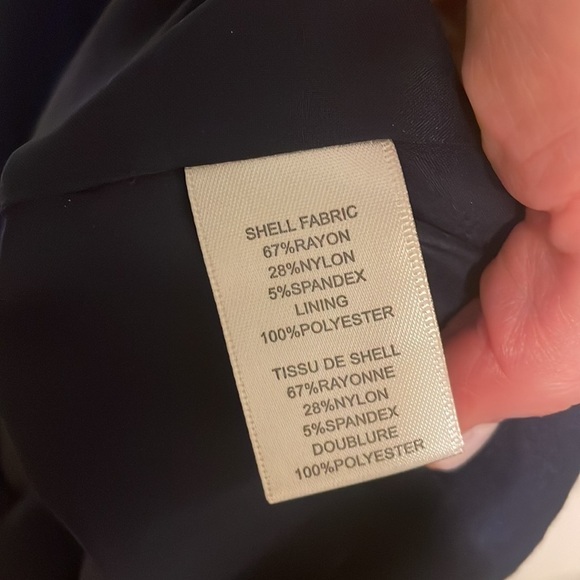 SHELL FABRIC
67%RAYON
28%NYLON
5%SPANDEX
LINING
100%POLYESTER
TISSU DE SHELL
67%RAYONNE
28%NYLON
5%SPANDEX
DOUBLURE
100%POLYESTER